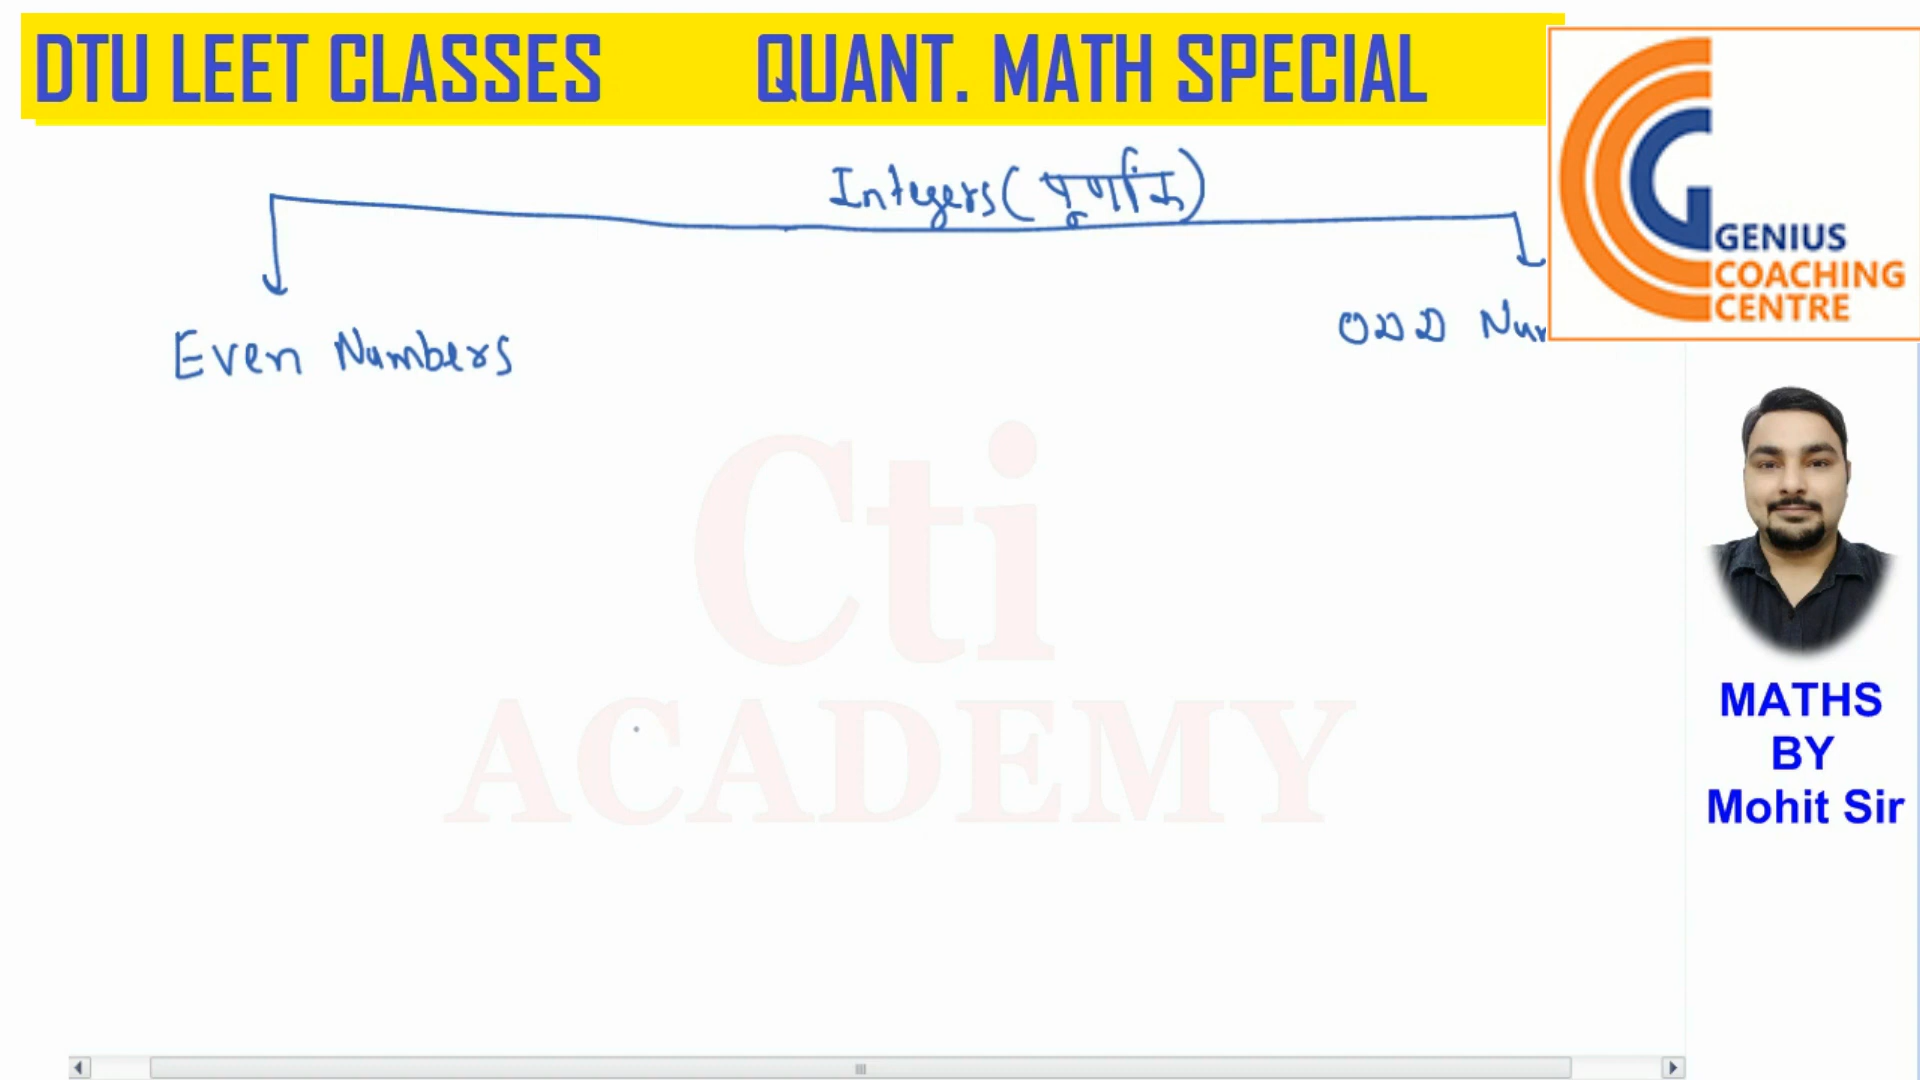 DTU LEET CLASSES QUANT. MATH SPECIAL
Integers (पूर्णांक)
Even Numbers
ODD Num
GENIUS
COACHING
CENTRE
Cti
ACADEMY
MATHS
BY
Mohit Sir